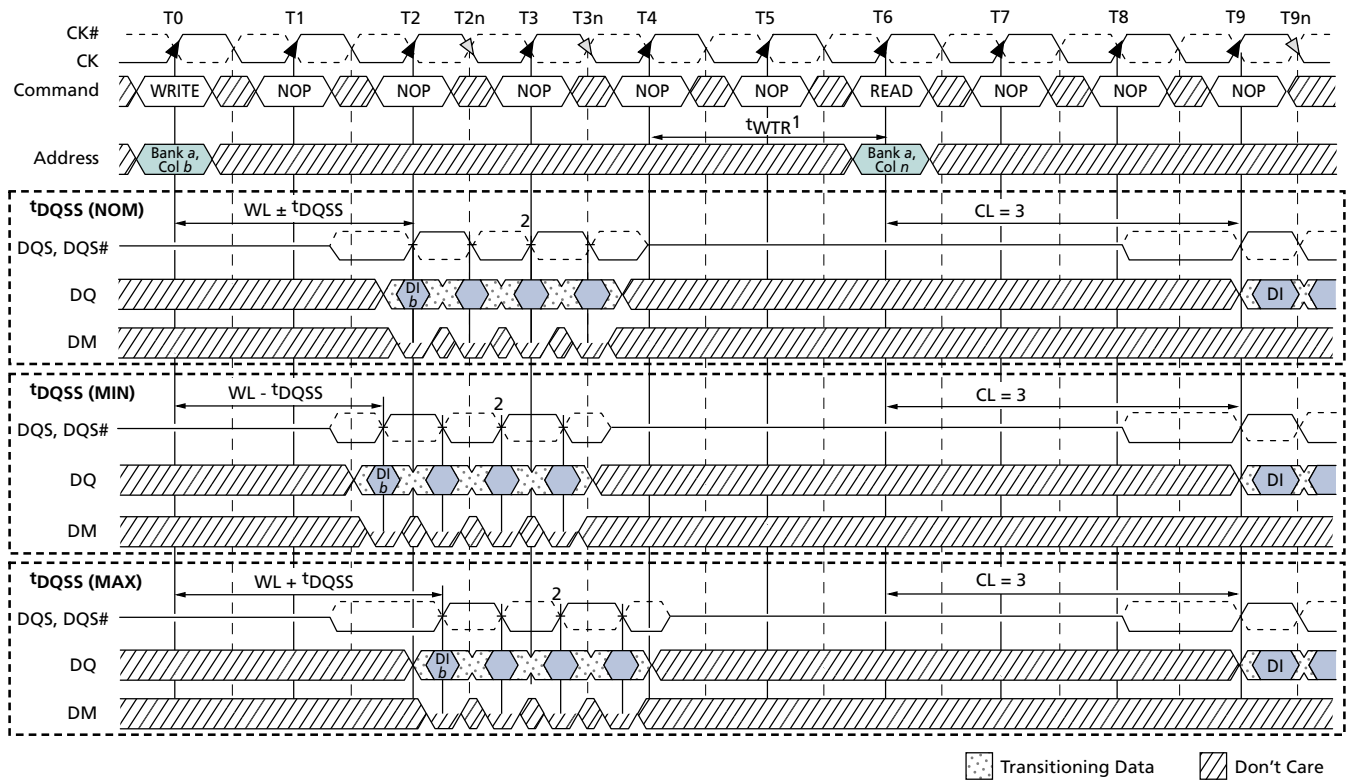 T0 T1 T2 T2n T3 T3n T4 T5 T6 T7 T8 T9 T9n
CK#
CK
Command WRITE NOP NOP NOP NOP NOP READ NOP NOP NOP
tWTR1
Address Bank a, Col b Bank a, Col n
tDQSS (NOM) WL ± tDQSS CL = 3
2
DQS, DQS#
DQ DI b DI
DM
tDQSS (MIN) WL - tDQSS CL = 3
2
DQS, DQS#
DQ DI b DI
DM
tDQSS (MAX) WL + tDQSS CL = 3
2
DQS, DQS#
DQ DI b DI
DM
Transitioning Data Don't Care